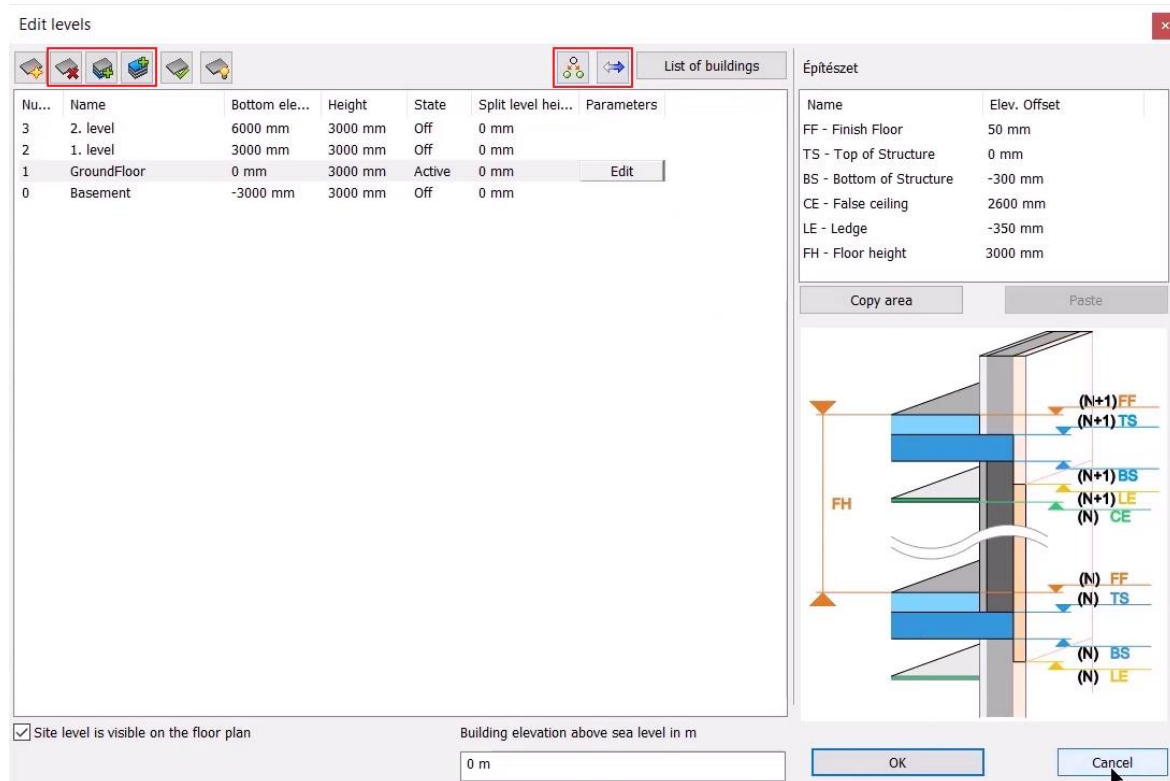 Edit levels
List of buildings
Építészet
Nu... Name Bottom ele... Height State Split level hei... Parameters
3 2. level 6000 mm 3000 mm Off 0 mm
2 1. level 3000 mm 3000 mm Off 0 mm
1 GroundFloor 0 mm 3000 mm Active 0 mm Edit
0 Basement -3000 mm 3000 mm Off 0 mm
Name Elev. Offset
FF - Finish Floor 50 mm
TS - Top of Structure 0 mm
BS - Bottom of Structure -300 mm
CE - False ceiling 2600 mm
LE - Ledge -350 mm
FH - Floor height 3000 mm
Copy area Paste
(N+1) FF
(N+1) TS
(N+1) BS
(N+1) LE
(N) CE
FH
(N) FF
(N) TS
(N) BS
(N) LE
Site level is visible on the floor plan
Building elevation above sea level in m
0 m
OK Cancel